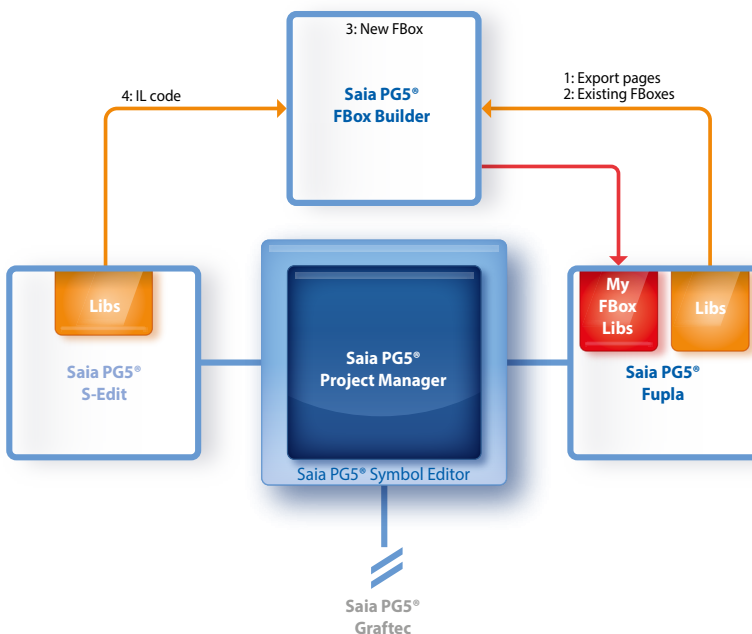 3: New FBox
Saia PG5®
FBox Builder
4: IL code
1: Export pages
2: Existing FBoxes
Libs
My
FBox
Libs
Libs
Saia PG5®
S-Edit
Saia PG5®
Project Manager
Saia PG5®
Fupla
Saia PG5® Symbol Editor
Saia PG5®
Graftec